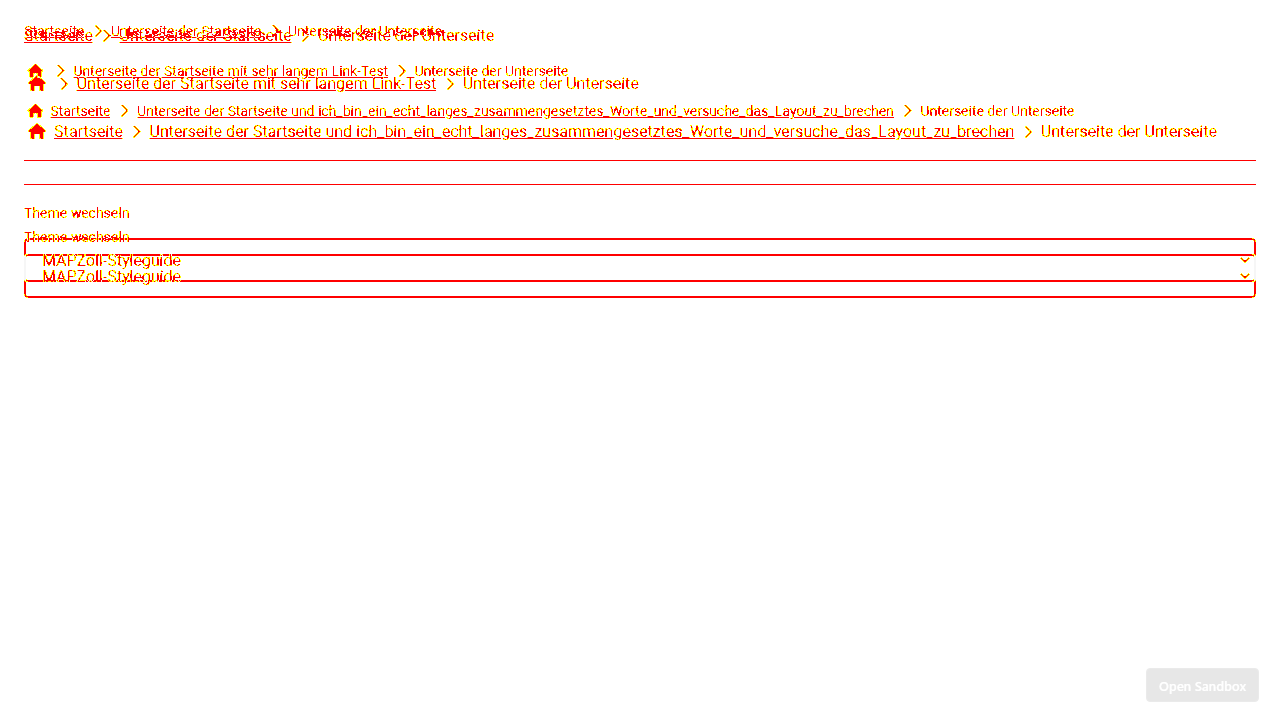 Startseite Unterseite der Startseite Unterseite der Unterseite
Startseite Unterseite der Startseite Unterseite der Unterseite
Unterseite der Startseite mit sehr langem Link-Test Unterseite der Unterseite
Unterseite der Startseite mit sehr langem Link-Test Unterseite der Unterseite
Startseite Unterseite der Startseite und ich_bin_ein_echt_langes_zusammengesetztes_Worte_und_versuche_das_Layout_zu_brechen Unterseite der Unterseite
Startseite Unterseite der Startseite und ich_bin_ein_echt_langes_zusammengesetztes_Worte_und_versuche_das_Layout_zu_brechen Unterseite der Unterseite
Theme wechseln
Theme wechseln
MAPZoll-Styleguide
MAPZoll-Styleguide
Open Sandbox